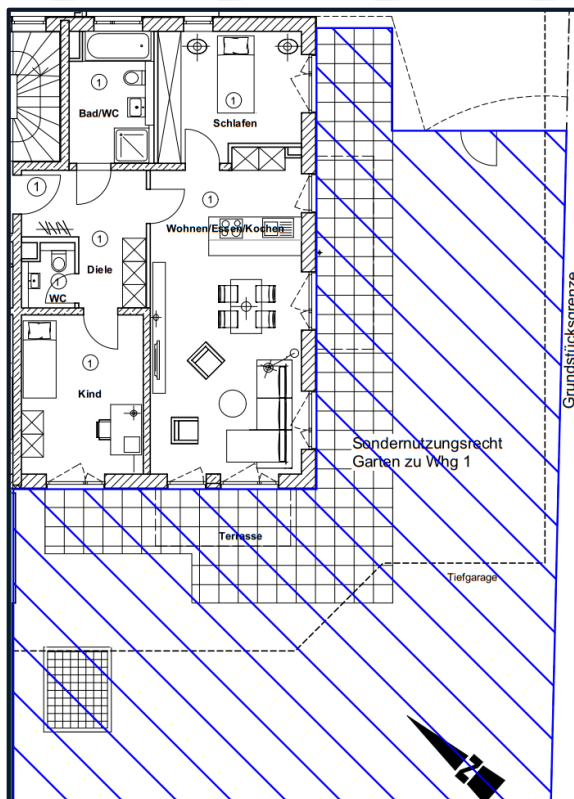 1
Bad/WC
1
Schlafen
1
1
Wohnen/Essen/Kochen
1
Diele
1
WC
1
Kind
Grundstücksgrenze
Sondernutzungsrecht
Garten zu Whg 1
Terrasse
Tiefgarage
N